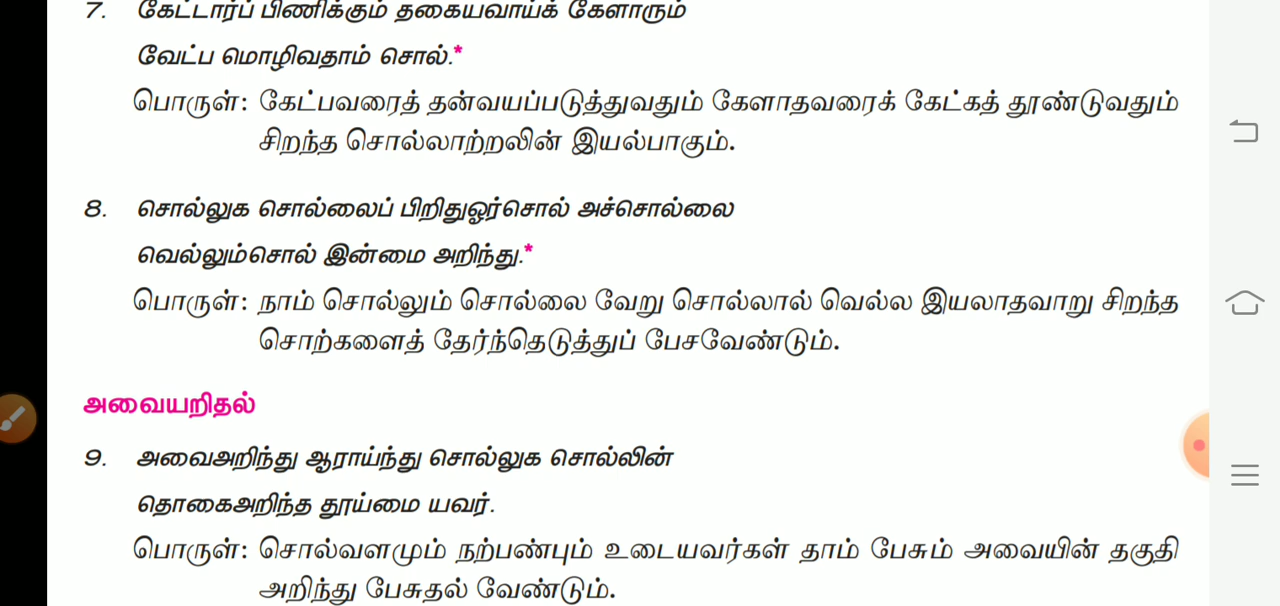 7. கேட்டார்ப் பிணிக்கும் தகையவாய்க் கேளாரும்
வேட்ப மொழிவதாம் சொல்.*
பொருள்: கேட்பவரைத் தன்வயப்படுத்துவதும் கேளாதவரைக் கேட்கத் தூண்டுவதும்
சிறந்த சொல்லாற்றலின் இயல்பாகும்.
8. சொல்லுக சொல்லைப் பிறிதுஓர்சொல் அச்சொல்லை
வெல்லும்சொல் இன்மை அறிந்து.*
பொருள்: நாம் சொல்லும் சொல்லை வேறு சொல்லால் வெல்ல இயலாதவாறு சிறந்த
சொற்களைத் தேர்ந்தெடுத்துப் பேசவேண்டும்.
அவையறிதல்
9. அவைஅறிந்து ஆராய்ந்து சொல்லுக சொல்லின்
தொகைஅறிந்த தூய்மை யவர்.
பொருள்: சொல்வளமும் நற்பண்பும் உடையவர்கள் தாம் பேசும் அவையின் தகுதி
அறிந்து பேசுதல் வேண்டும்.